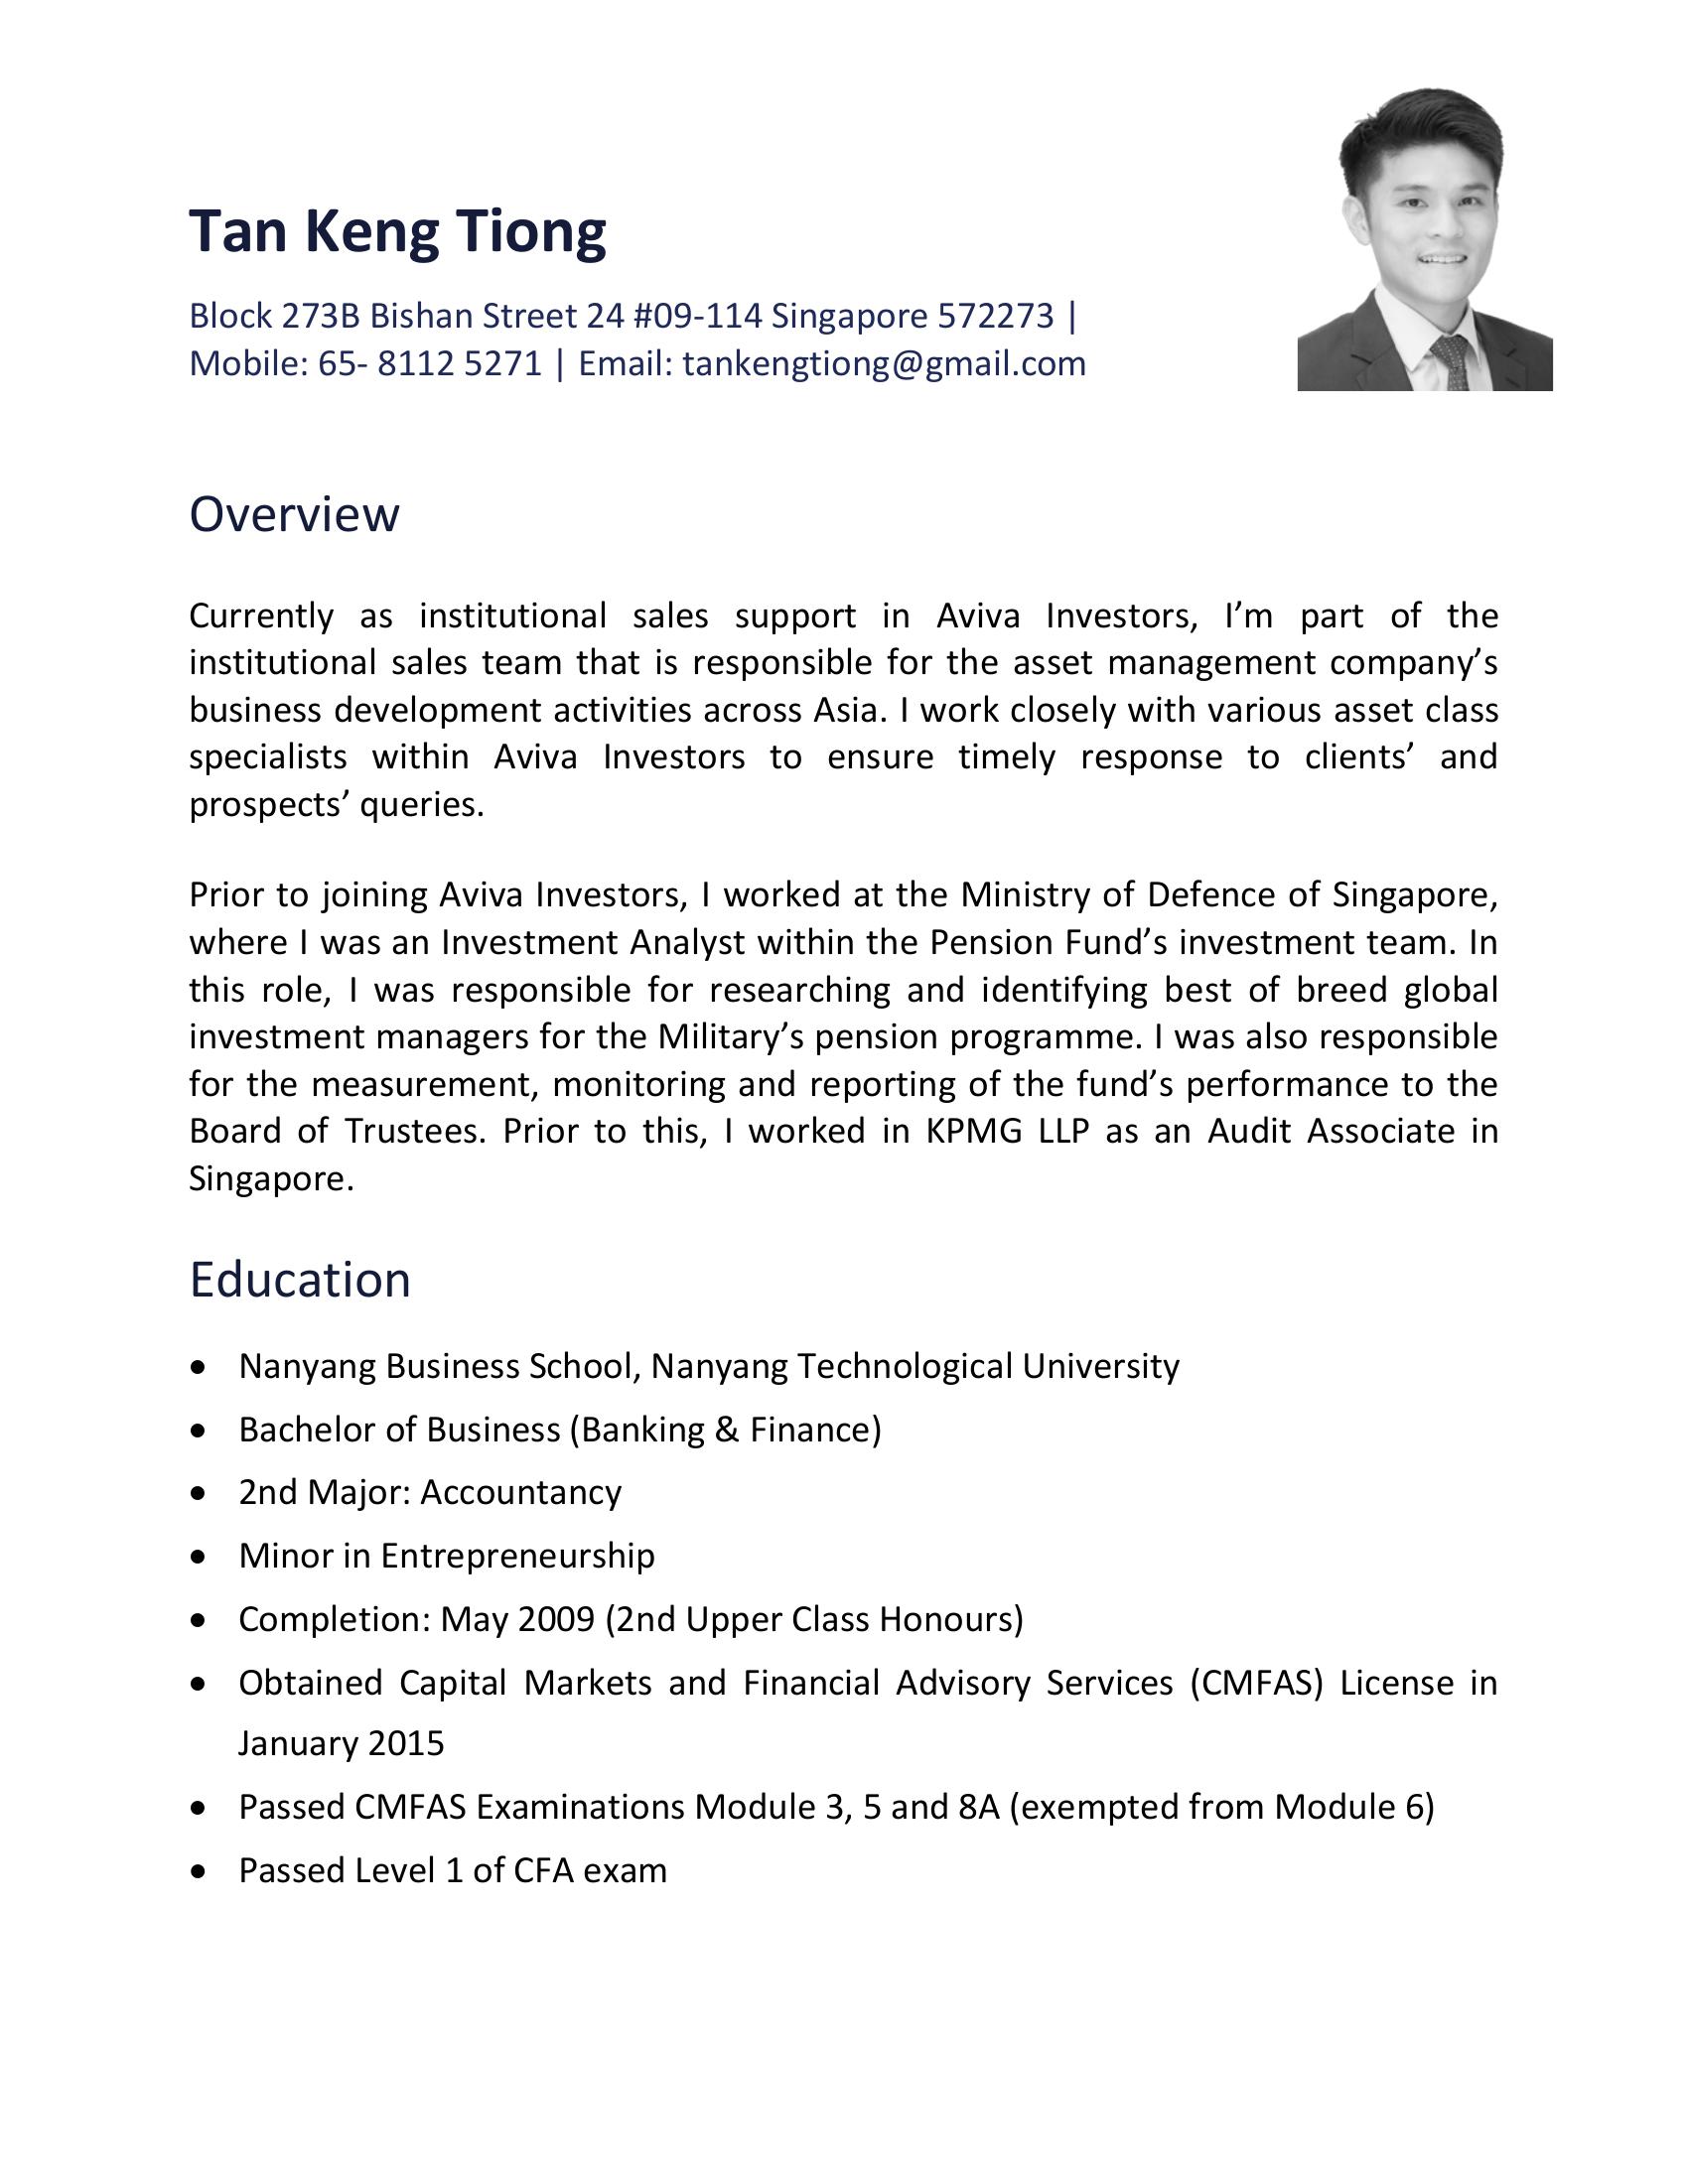 Tan Keng Tiong
Block 273B Bishan Street 24 #09-114 Singapore 572273 |
Mobile: 65- 8112 5271 | Email: tankengtiong@gmail.com
Overview
Currently as institutional sales support in Aviva Investors, I’m part of the
institutional sales team that is responsible for the asset management company’s
business development activities across Asia. I work closely with various asset class
specialists within Aviva Investors to ensure timely response to clients’ and
prospects’ queries.
Prior to joining Aviva Investors, I worked at the Ministry of Defence of Singapore,
where I was an Investment Analyst within the Pension Fund’s investment team. In
this role, I was responsible for researching and identifying best of breed global
investment managers for the Military’s pension programme. I was also responsible
for the measurement, monitoring and reporting of the fund’s performance to the
Board of Trustees. Prior to this, I worked in KPMG LLP as an Audit Associate in
Singapore.
Education
• Nanyang Business School, Nanyang Technological University
• Bachelor of Business (Banking & Finance)
• 2nd Major: Accountancy
• Minor in Entrepreneurship
• Completion: May 2009 (2nd Upper Class Honours)
• Obtained Capital Markets and Financial Advisory Services (CMFAS) License in
January 2015
• Passed CMFAS Examinations Module 3, 5 and 8A (exempted from Module 6)
• Passed Level 1 of CFA exam